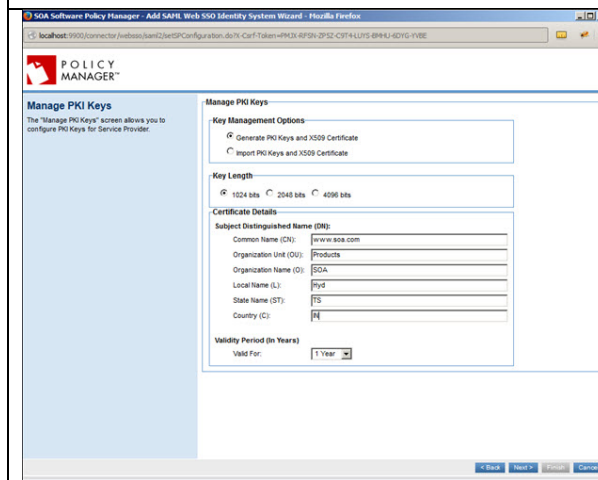 SOA Software Policy Manager - Add SAML Web SSO Identity System Wizard - Mozilla Firefox
POLICY
MANAGER™
Manage PKI Keys
The "Manage PKI Keys" screen allows you to
configure PKI Keys for Service Provider.
Manage PKI Keys
Key Management Options
Generate PKI Keys and X509 Certificate
Import PKI Keys and X509 Certificate
Key Length
1024 bits 2048 bits 4096 bits
Certificate Details
Subject Distinguished Name (DN):
Common Name (CN): www.soa.com
Organization Unit (OU): Products
Organization Name (O): SOA
Local Name (L): Hyd
State Name (ST): TS
Country (C): IN
Validity Period (In Years)
Valid For: 1 Year
< Back Next > Finish Cancel